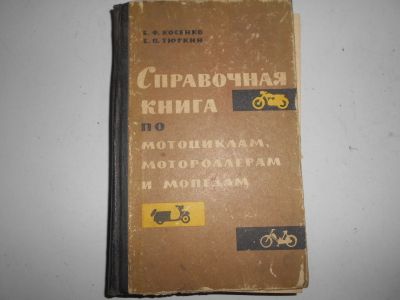 Б. Ф. КОСЕНКО
Б. П. ТЮРКИН
СПРАВОЧНАЯ
КНИГА
ПО
МОТОЦИКЛАМ,
МОТОРОЛЛЕРАМ
И МОПЕДАМ